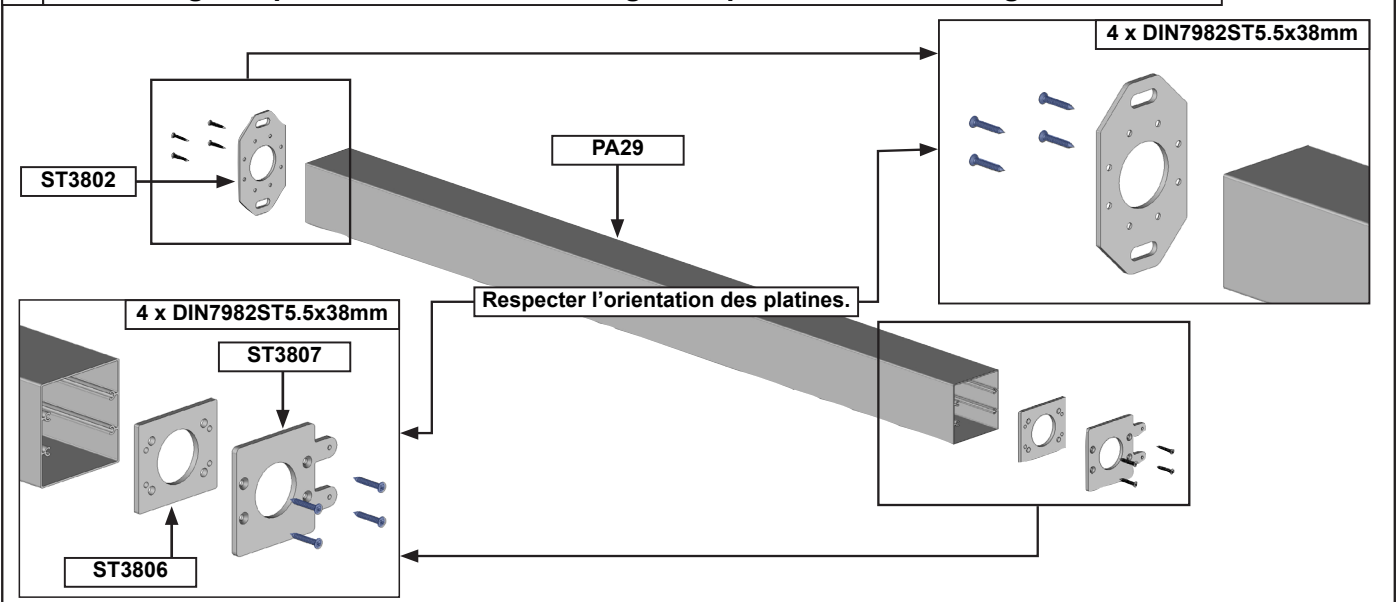 4 x DIN7982ST5.5x38mm
PA29
ST3802
Respecter l’orientation des platines.
4 x DIN7982ST5.5x38mm
ST3807
ST3806